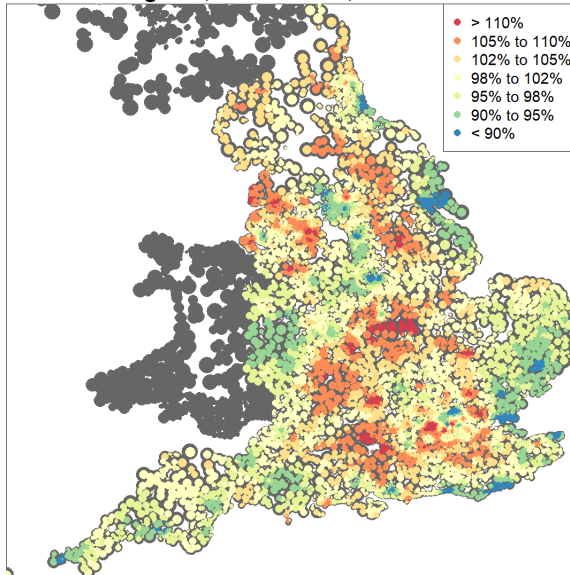 > 110%
105% to 110%
102% to 105%
98% to 102%
95% to 98%
90% to 95%
< 90%